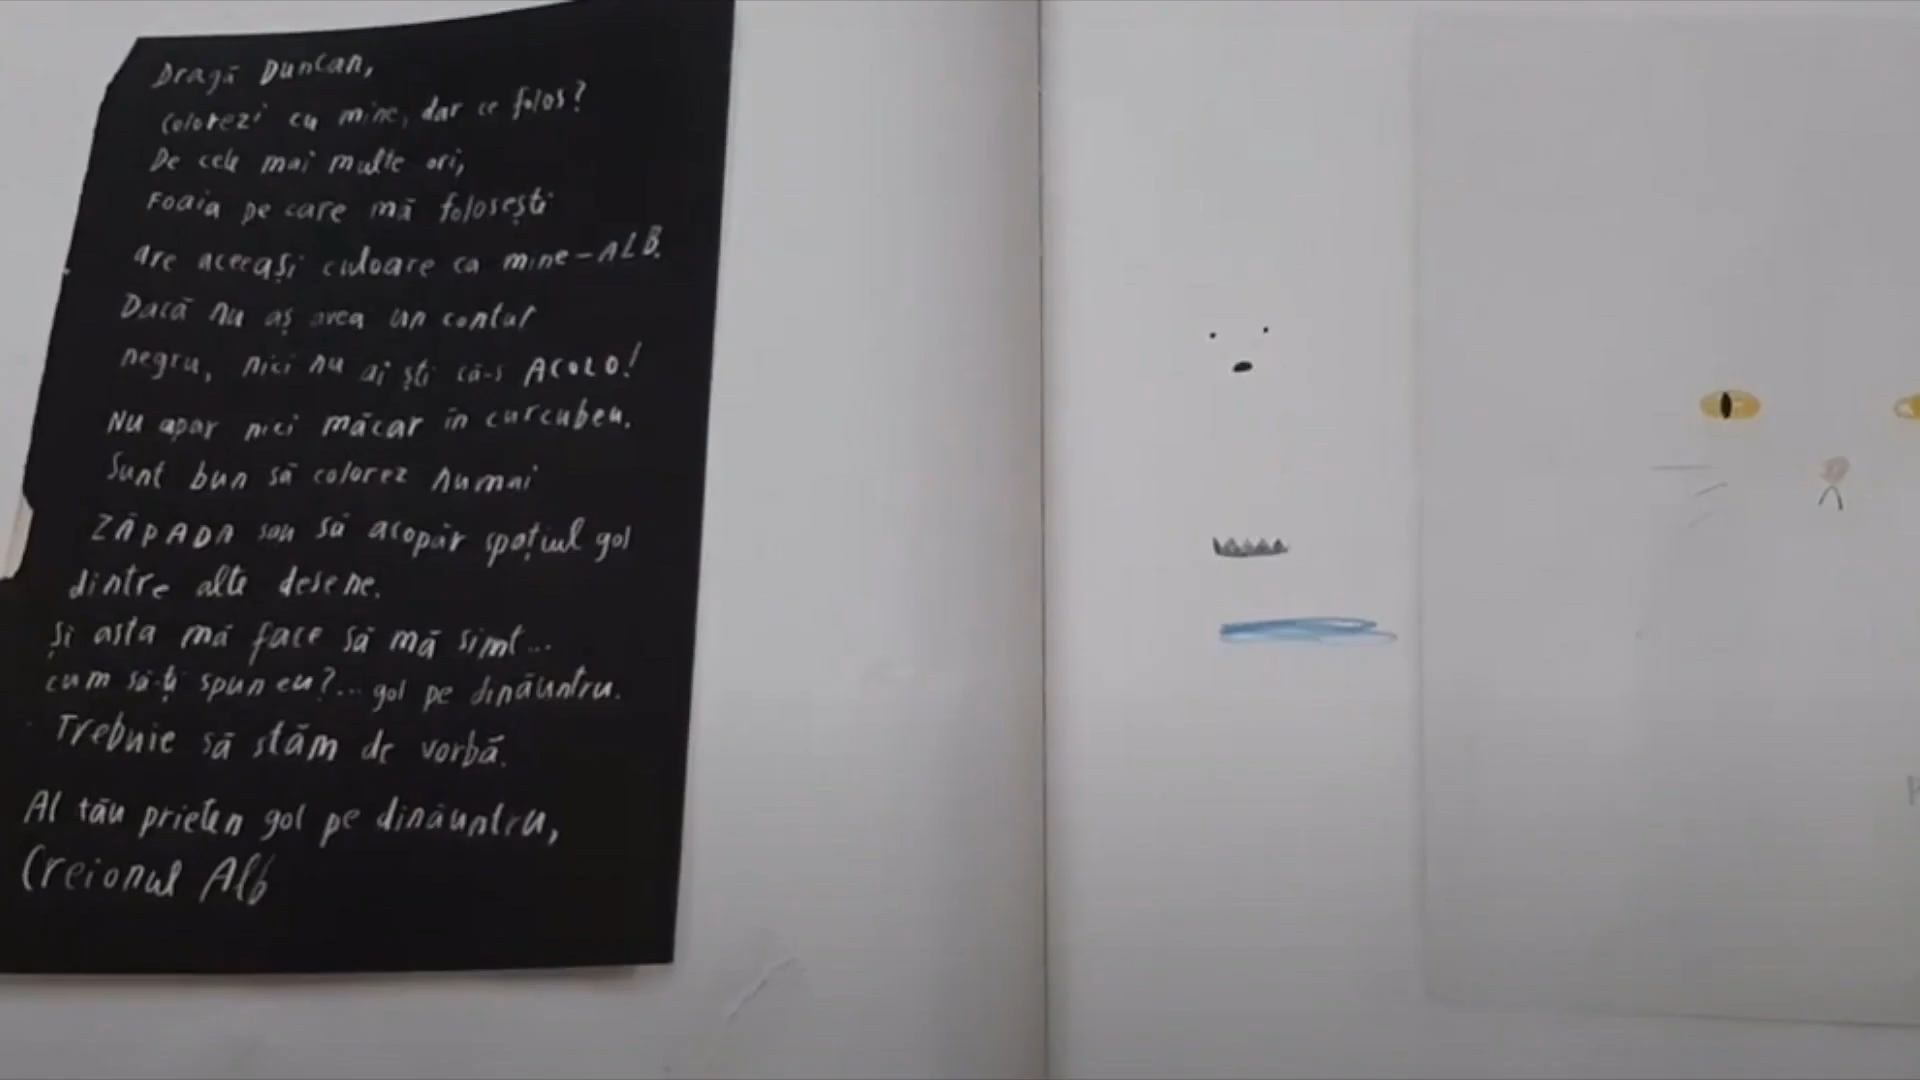 Dragă Duncan,
Colorezi cu mine, dar ce folos?
De cele mai multe ori,
Foaia pe care mă folosești
are aceeași culoare ca mine-ALB.
Dacă nu aș avea un contur
negru, nici nu ai ști că-s ACOLO!
Nu apar nici măcar în curcubeu.
Sunt bun să colorez numai
ZĂPADA sau să acopăr spațiul gol
dintre alte desene.
Și asta mă face să mă simt...
cum să-ți spun eu?... gol pe dinăuntru.
Trebuie să stăm de vorbă.
Al tău prieten gol pe dinăuntru,
Creionul Alb